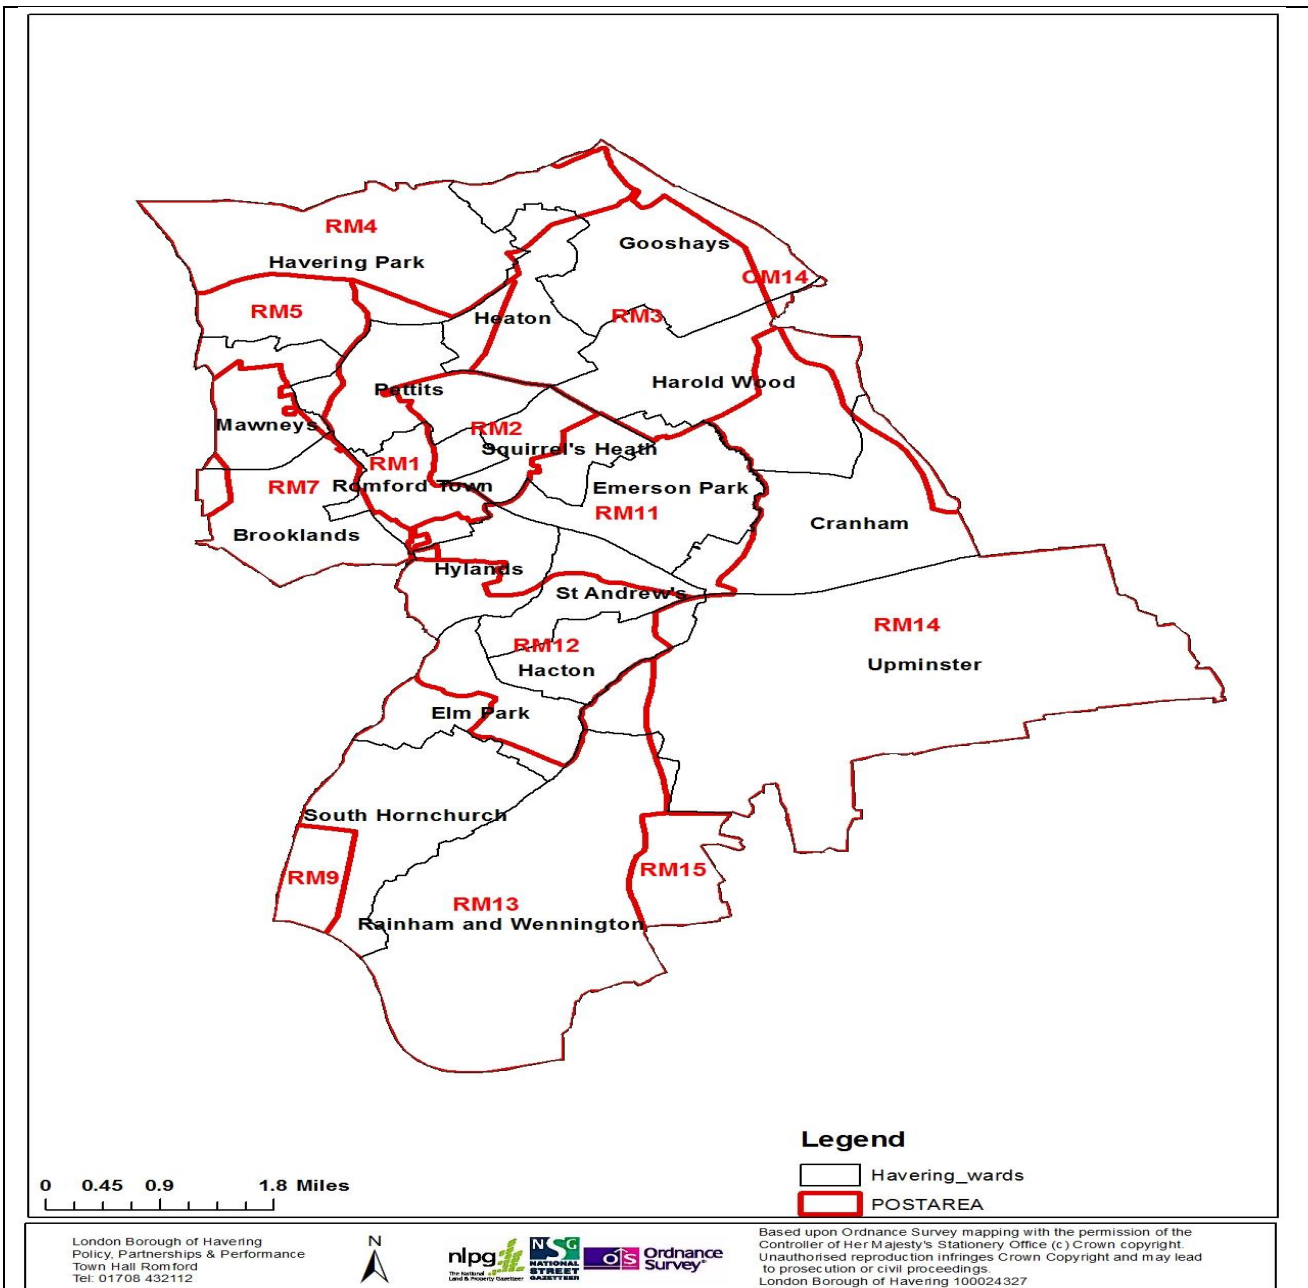 RM4
Gooshays
Havering Park
CM14
RM5
RM3
Heaton
Harold Wood
Pettits
Mawneys
RM2
Squirrel's Heath
RM1
RM7
Romford Town
Emerson Park
RM11
Cranham
Brooklands
Hylands
St Andrew's
RM14
RM12
Upminster
Hacton
Elm Park
South Hornchurch
RM15
RM9
RM13
Rainham and Wennington
Legend
Havering_wards
POSTAREA
0 0.45 0.9 1.8 Miles
London Borough of Havering
Policy, Partnerships & Performance
Town Hall Romford
Tel: 01708 432112
N
nlpg
The National
Land & Property Gazetteer
NSG
NATIONAL
STREET
GAZETTEER
os
Ordnance
Survey®
Based upon Ordnance Survey mapping with the permission of the
Controller of Her Majesty's Stationery Office (c) Crown copyright.
Unauthorised reproduction infringes Crown Copyright and may lead
to prosecution or civil proceedings.
London Borough of Havering 100024327